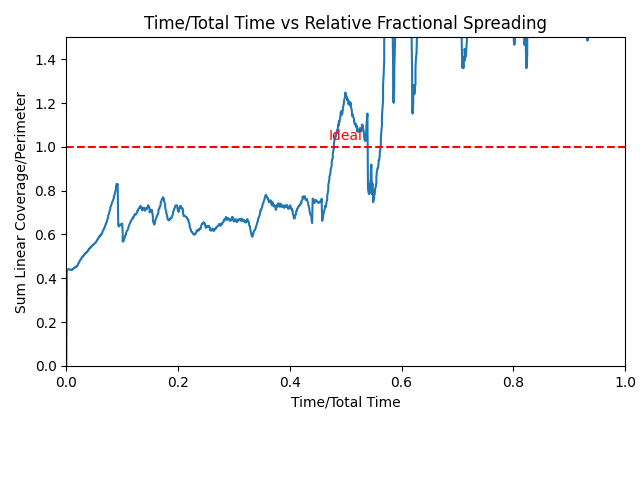 Time/Total Time vs Relative Fractional Spreading
1.4
1.2
1.0
0.8
0.6
0.4
0.2
0.0
Sum Linear Coverage/Perimeter
Ideal
0.0 0.2 0.4 0.6 0.8 1.0
Time/Total Time